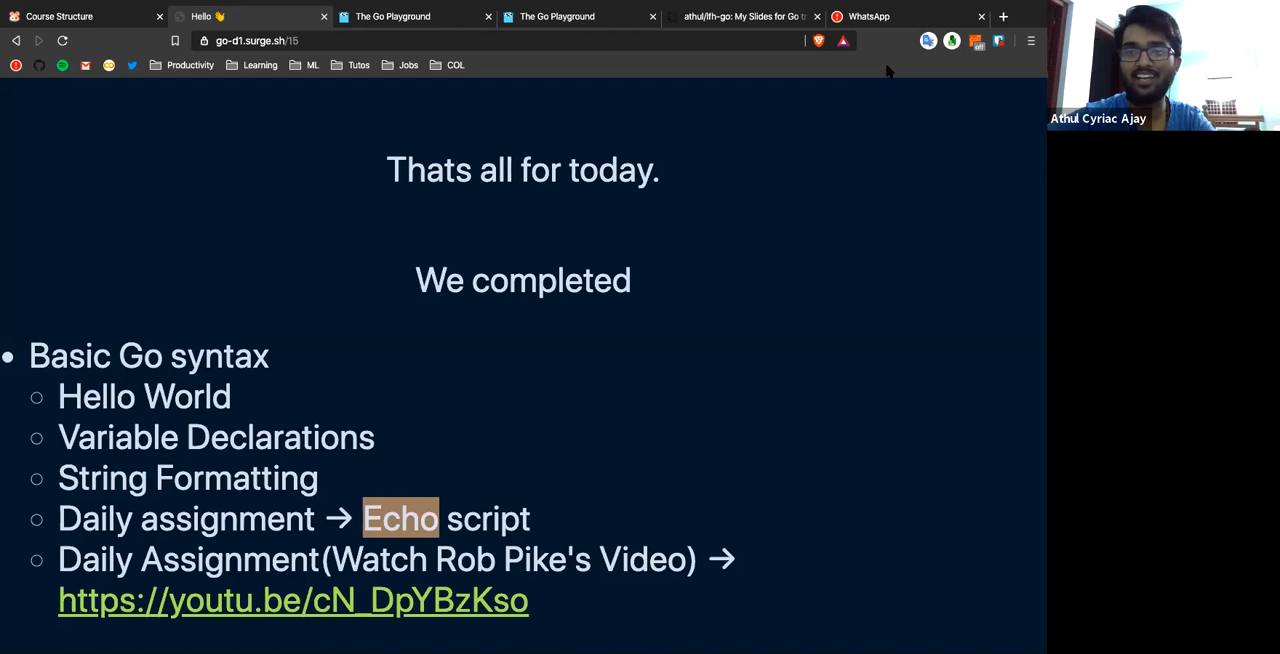 Course Structure
Hello 👋
The Go Playground
The Go Playground
athul/lfh-go: My Slides for Go tr
WhatsApp
go-d1.surge.sh/15
off
Productivity
Learning
ML
Tutos
Jobs
COL
Athul Cyriac Ajay
Thats all for today.
We completed
• Basic Go syntax
○ Hello World
○ Variable Declarations
○ String Formatting
○ Daily assignment → Echo script
○ Daily Assignment(Watch Rob Pike's Video) →
https://youtu.be/cN_DpYBzKso